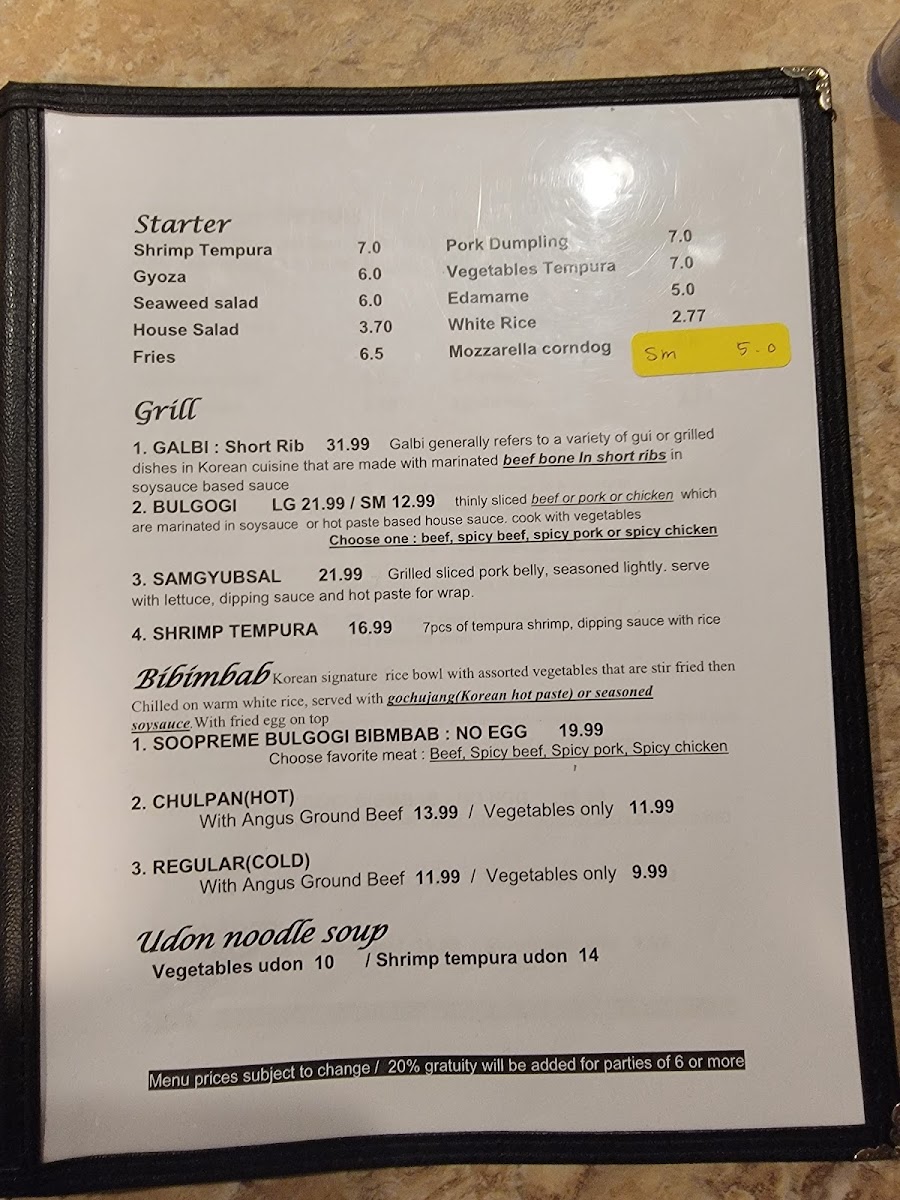 Starter
Shrimp Tempura 7.0 Pork Dumpling 7.0
Gyoza 6.0 Vegetables Tempura 7.0
Seaweed salad 6.0 Edamame 5.0
House Salad 3.70 White Rice 2.77
Fries 6.5 Mozzarella corndog Sm 5.0
Grill
1. GALBI : Short Rib 31.99 Galbi generally refers to a variety of gui or grilled
dishes in Korean cuisine that are made with marinated beef bone In short ribs in
soysauce based sauce
2. BULGOGI LG 21.99 / SM 12.99 thinly sliced beef or pork or chicken which
are marinated in soysauce or hot paste based house sauce. cook with vegetables
Choose one : beef, spicy beef, spicy pork or spicy chicken
3. SAMGYUBSAL 21.99 Grilled sliced pork belly, seasoned lightly. serve
with lettuce, dipping sauce and hot paste for wrap.
4. SHRIMP TEMPURA 16.99 7pcs of tempura shrimp, dipping sauce with rice
Bibimbab Korean signature rice bowl with assorted vegetables that are stir fried then
Chilled on warm white rice, served with gochujang(Korean hot paste) or seasoned
soysauce. With fried egg on top
1. SOOPREME BULGOGI BIBMBAB : NO EGG 19.99
Choose favorite meat : Beef, Spicy beef, Spicy pork, Spicy chicken
2. CHULPAN(HOT)
With Angus Ground Beef 13.99 / Vegetables only 11.99
3. REGULAR(COLD)
With Angus Ground Beef 11.99 / Vegetables only 9.99
Udon noodle soup
Vegetables udon 10 / Shrimp tempura udon 14
Menu prices subject to change / 20% gratuity will be added for parties of 6 or more